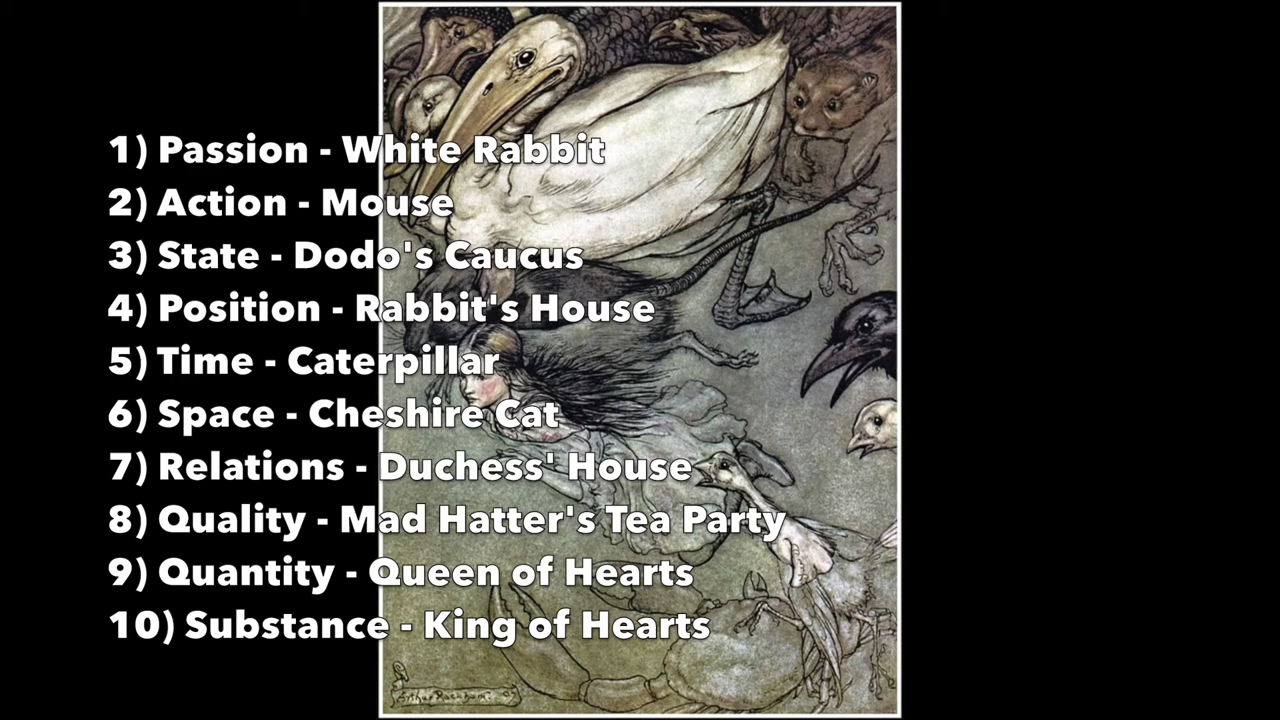 1) Passion - White Rabbit
2) Action - Mouse
3) State - Dodo's Caucus
4) Position - Rabbit's House
5) Time - Caterpillar
6) Space - Cheshire Cat
7) Relations - Duchess' House
8) Quality - Mad Hatter's Tea Party
9) Quantity - Queen of Hearts
10) Substance - King of Hearts
Arthur Rackham